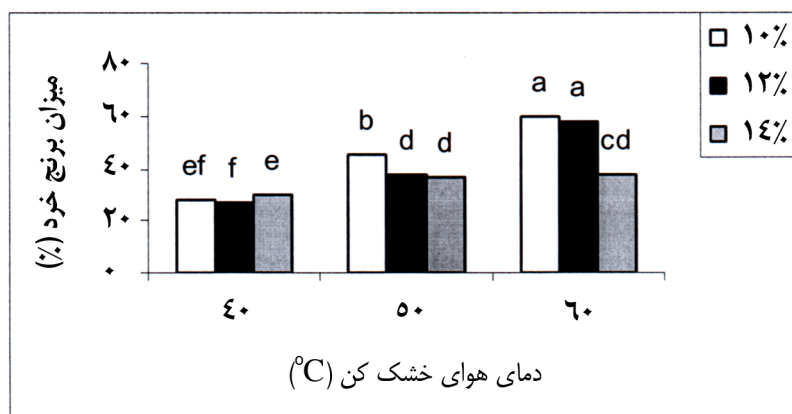 ١٠%
١٢%
١٤%
میزان برنج خرد (%)
٨٠
٦٠
٤٠
٢٠
٠
ef f e
b d d
a a cd
٤٠ ٥٠ ٦٠
دمای هوای خشک کن (°C)